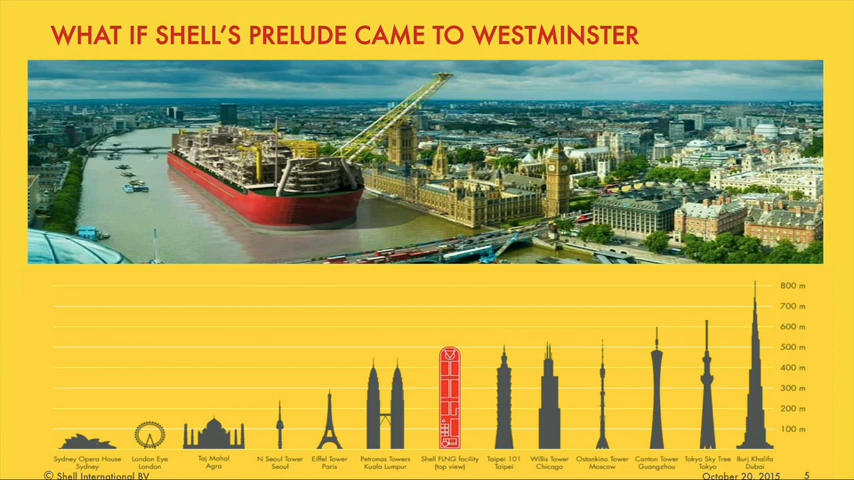 WHAT IF SHELL'S PRELUDE CAME TO WESTMINSTER
800 m
700 m
600 m
500 m
400 m
300 m
200 m
100 m
Sydney Opera House
Sydney
London Eye
London
Taj Mahal
Agra
N Seoul Tower
Seoul
Eiffel Tower
Paris
Petronas Towers
Kuala Lumpur
Shell FLNG facility
(top view)
Taipei 101
Taipei
Willis Tower
Chicago
Ostankino Tower
Moscow
Canton Tower
Guangzhou
Tokyo Sky Tree
Tokyo
Burj Khalifa
Dubai
© Shell International BV
October 20, 2015
5